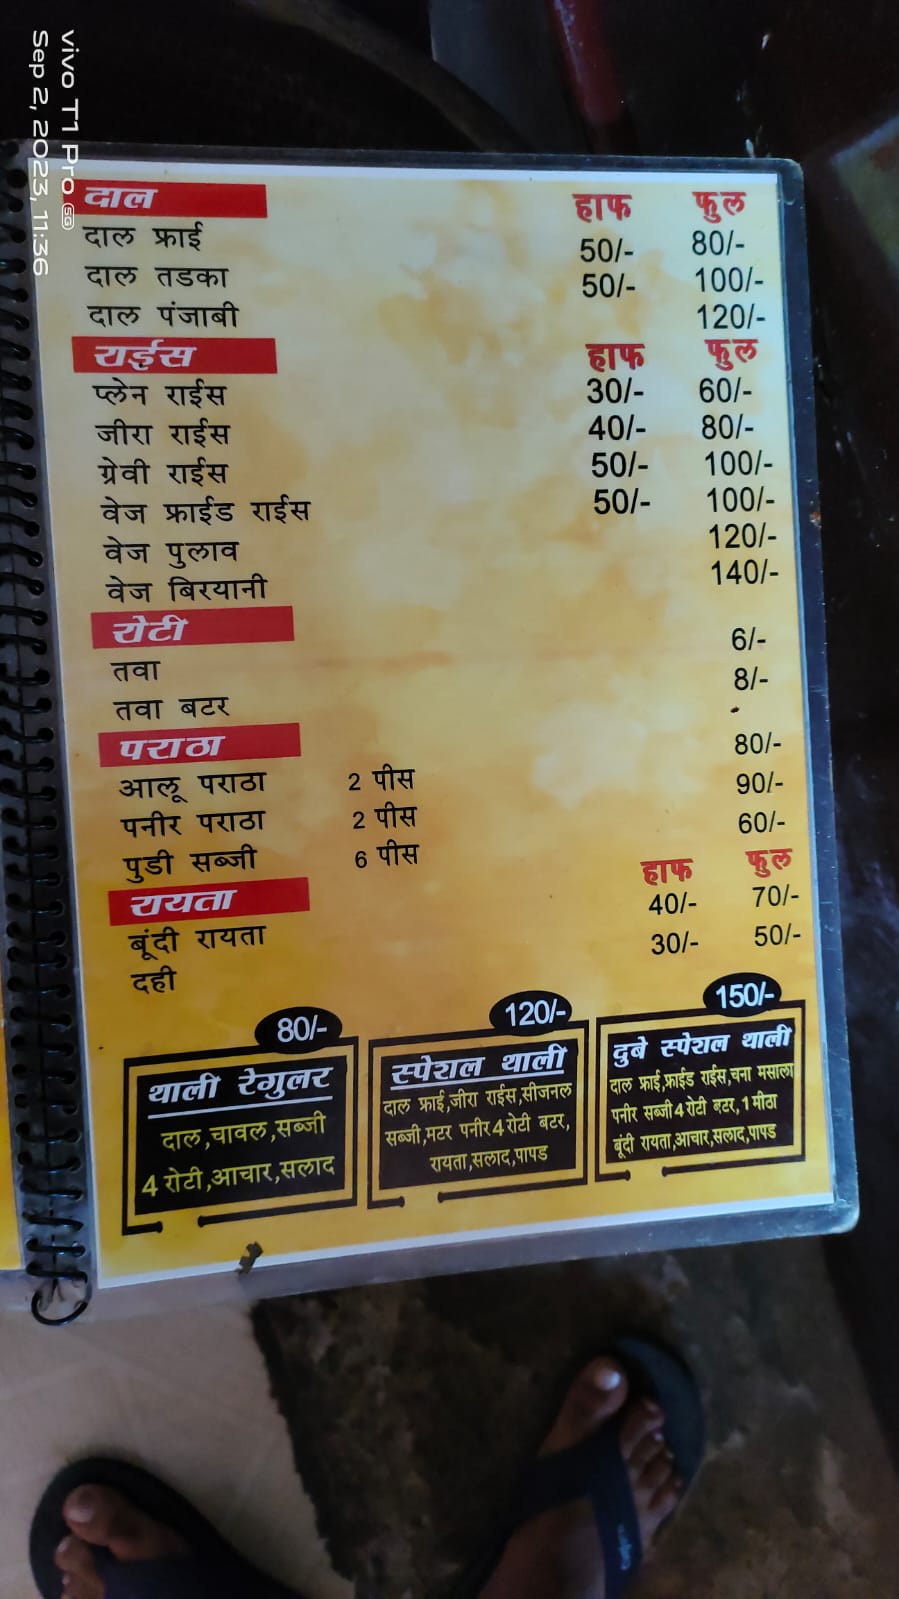 vivo T1 Pro 5G
Sep 2, 2023, 11:36
दाल हाफ फुल
दाल फ्राई 50/- 80/-
दाल तडका 50/- 100/-
दाल पंजाबी 120/-
राईस हाफ फुल
प्लेन राईस 30/- 60/-
जीरा राईस 40/- 80/-
ग्रेवी राईस 50/- 100/-
वेज फ्राईड राईस 50/- 100/-
वेज पुलाव 120/-
वेज बिरयानी 140/-
रोटी
तवा 6/-
तवा बटर 8/-
पराठा
आलू पराठा 2 पीस 80/-
पनीर पराठा 2 पीस 90/-
पुडी सब्जी 6 पीस 60/-
रायता हाफ फुल
बूंदी रायता 40/- 70/-
दही 30/- 50/-
80/-
थाली रेगुलर
दाल,चावल,सब्जी
4 रोटी,आचार,सलाद
120/-
स्पेशल थाली
दाल फ्राई,जीरा राईस,सीजनल
सब्जी,मटर पनीर 4 रोटी बटर,
रायता,सलाद,पापड
150/-
दुबे स्पेशल थाली
दाल फ्राई,फ्राईड राईस,चना मसाला
पनीर सब्जी 4 रोटी बटर,1 मीठा
बूंदी रायता,आचार,सलाद,पापड